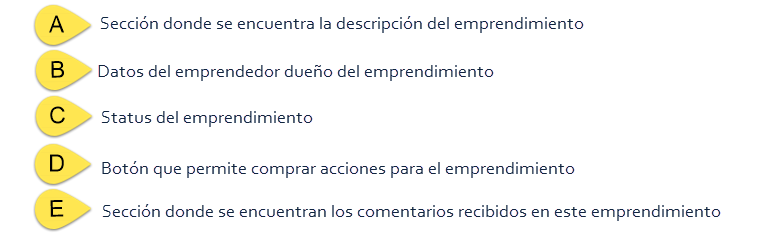 A Sección donde se encuentra la descripción del emprendimiento
B Datos del emprendedor dueño del emprendimiento
C Status del emprendimiento
D Botón que permite comprar acciones para el emprendimiento
E Sección donde se encuentran los comentarios recibidos en este emprendimiento